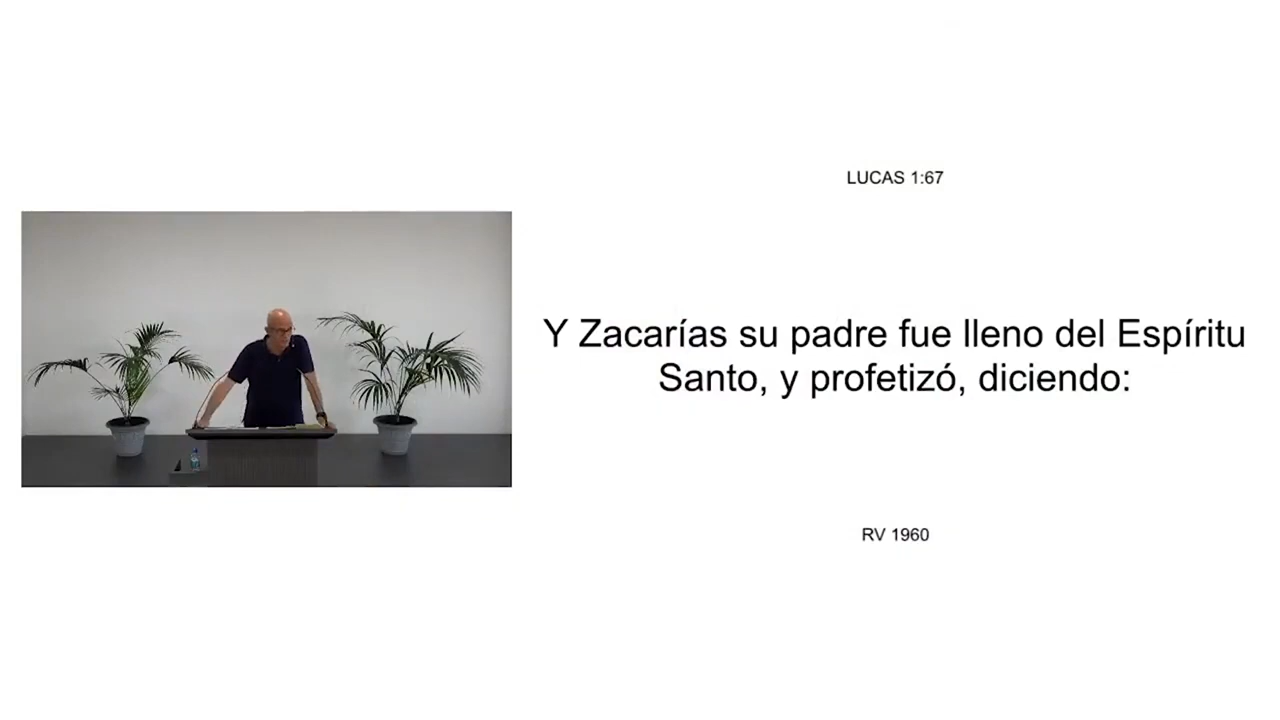 LUCAS 1:67
Y Zacarías su padre fue lleno del Espíritu
Santo, y profetizó, diciendo:
RV 1960